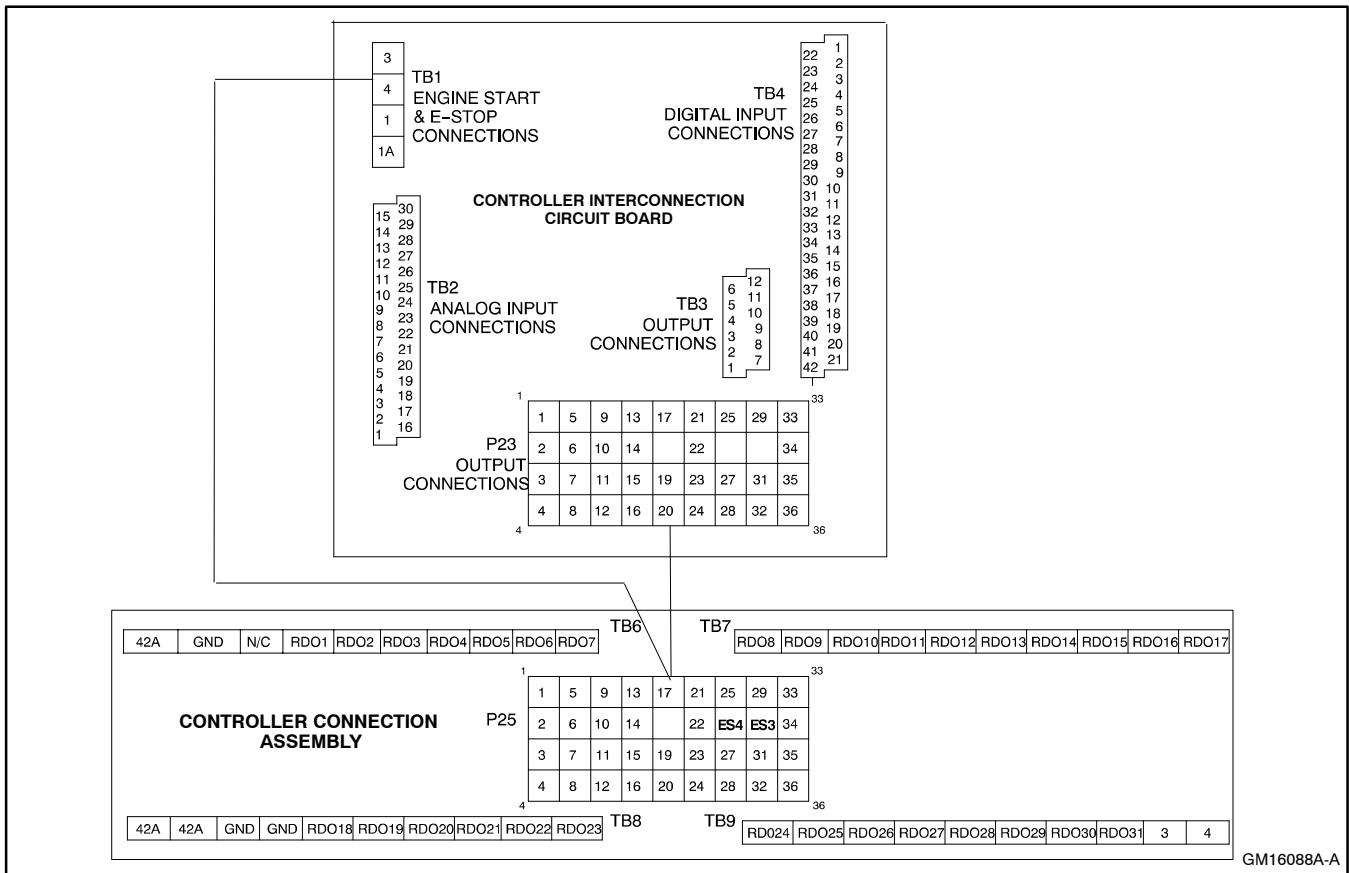 3
4
1
1A
TB1
ENGINE START
& E−STOP
CONNECTIONS
TB4
DIGITAL INPUT
CONNECTIONS
22 1
23 2
24 3
25 4
26 5
27 6
28 7
29 8
30 9
31 10
32 11
33 12
34 13
35 14
36 15
37 16
38 17
39 18
40 19
41 20
42 21
CONTROLLER INTERCONNECTION
CIRCUIT BOARD
15 30
14 29
13 28
12 27
11 26
10 25
9 24
8 23
7 22
6 21
5 20
4 19
3 18
2 17
1 16
TB2
ANALOG INPUT
CONNECTIONS
TB3
OUTPUT
CONNECTIONS
6 12
5 11
4 10
3 9
2 8
1 7
P23
OUTPUT
CONNECTIONS
1 33
1 5 9 13 17 21 25 29 33
2 6 10 14 22 34
3 7 11 15 19 23 27 31 35
4 8 12 16 20 24 28 32 36
4 36
TB6
42A GND N/C RDO1 RDO2 RDO3 RDO4 RDO5 RDO6 RDO7
TB7
RDO8 RDO9 RDO10 RDO11 RDO12 RDO13 RDO14 RDO15 RDO16 RDO17
CONTROLLER CONNECTION
ASSEMBLY
P25
1 33
1 5 9 13 17 21 25 29 33
2 6 10 14 22 ES4 ES3 34
3 7 11 15 19 23 27 31 35
4 8 12 16 20 24 28 32 36
4 36
42A 42A GND GND RDO18 RDO19 RDO20 RDO21 RDO22 RDO23
TB8
TB9
RD024 RDO25 RDO26 RDO27 RDO28 RDO29 RDO30 RDO31 3 4
GM16088A-A